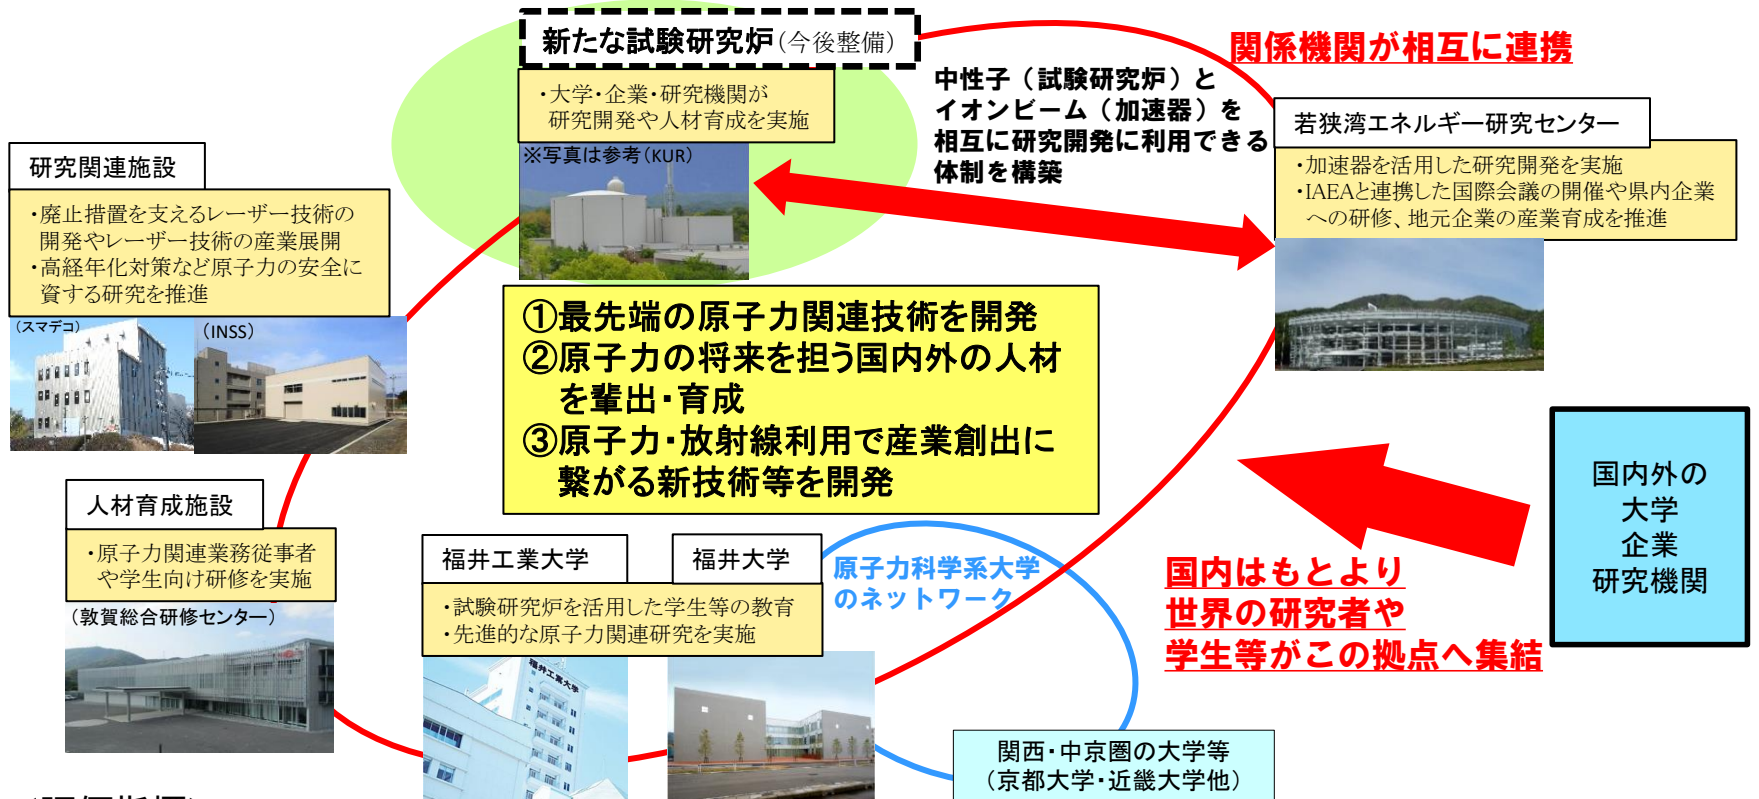 新たな試験研究炉(今後整備)
・大学・企業・研究機関が
研究開発や人材育成を実施
※写真は参考(KUR)
関係機関が相互に連携
中性子（試験研究炉）と
イオンビーム（加速器）を
相互に研究開発に利用できる
体制を構築
若狭湾エネルギー研究センター
・加速器を活用した研究開発を実施
・IAEAと連携した国際会議の開催や県内企業
への研修、地元企業の産業育成を推進
研究関連施設
・廃止措置を支えるレーザー技術の
開発やレーザー技術の産業展開
・高経年化対策など原子力の安全に
資する研究を推進
(スマデコ)
(INSS)
①最先端の原子力関連技術を開発
②原子力の将来を担う国内外の人材
を輩出・育成
③原子力・放射線利用で産業創出に
繋がる新技術等を開発
人材育成施設
・原子力関連業務従事者
や学生向け研修を実施
(敦賀総合研修センター)
福井工業大学
福井大学
・試験研究炉を活用した学生等の教育
・先進的な原子力関連研究を実施
福井工業大学
原子力科学系大学
のネットワーク
国内はもとより
世界の研究者や
学生等がこの拠点へ集結
国内外の
大学
企業
研究機関
関西・中京圏の大学等
（京都大学・近畿大学他）